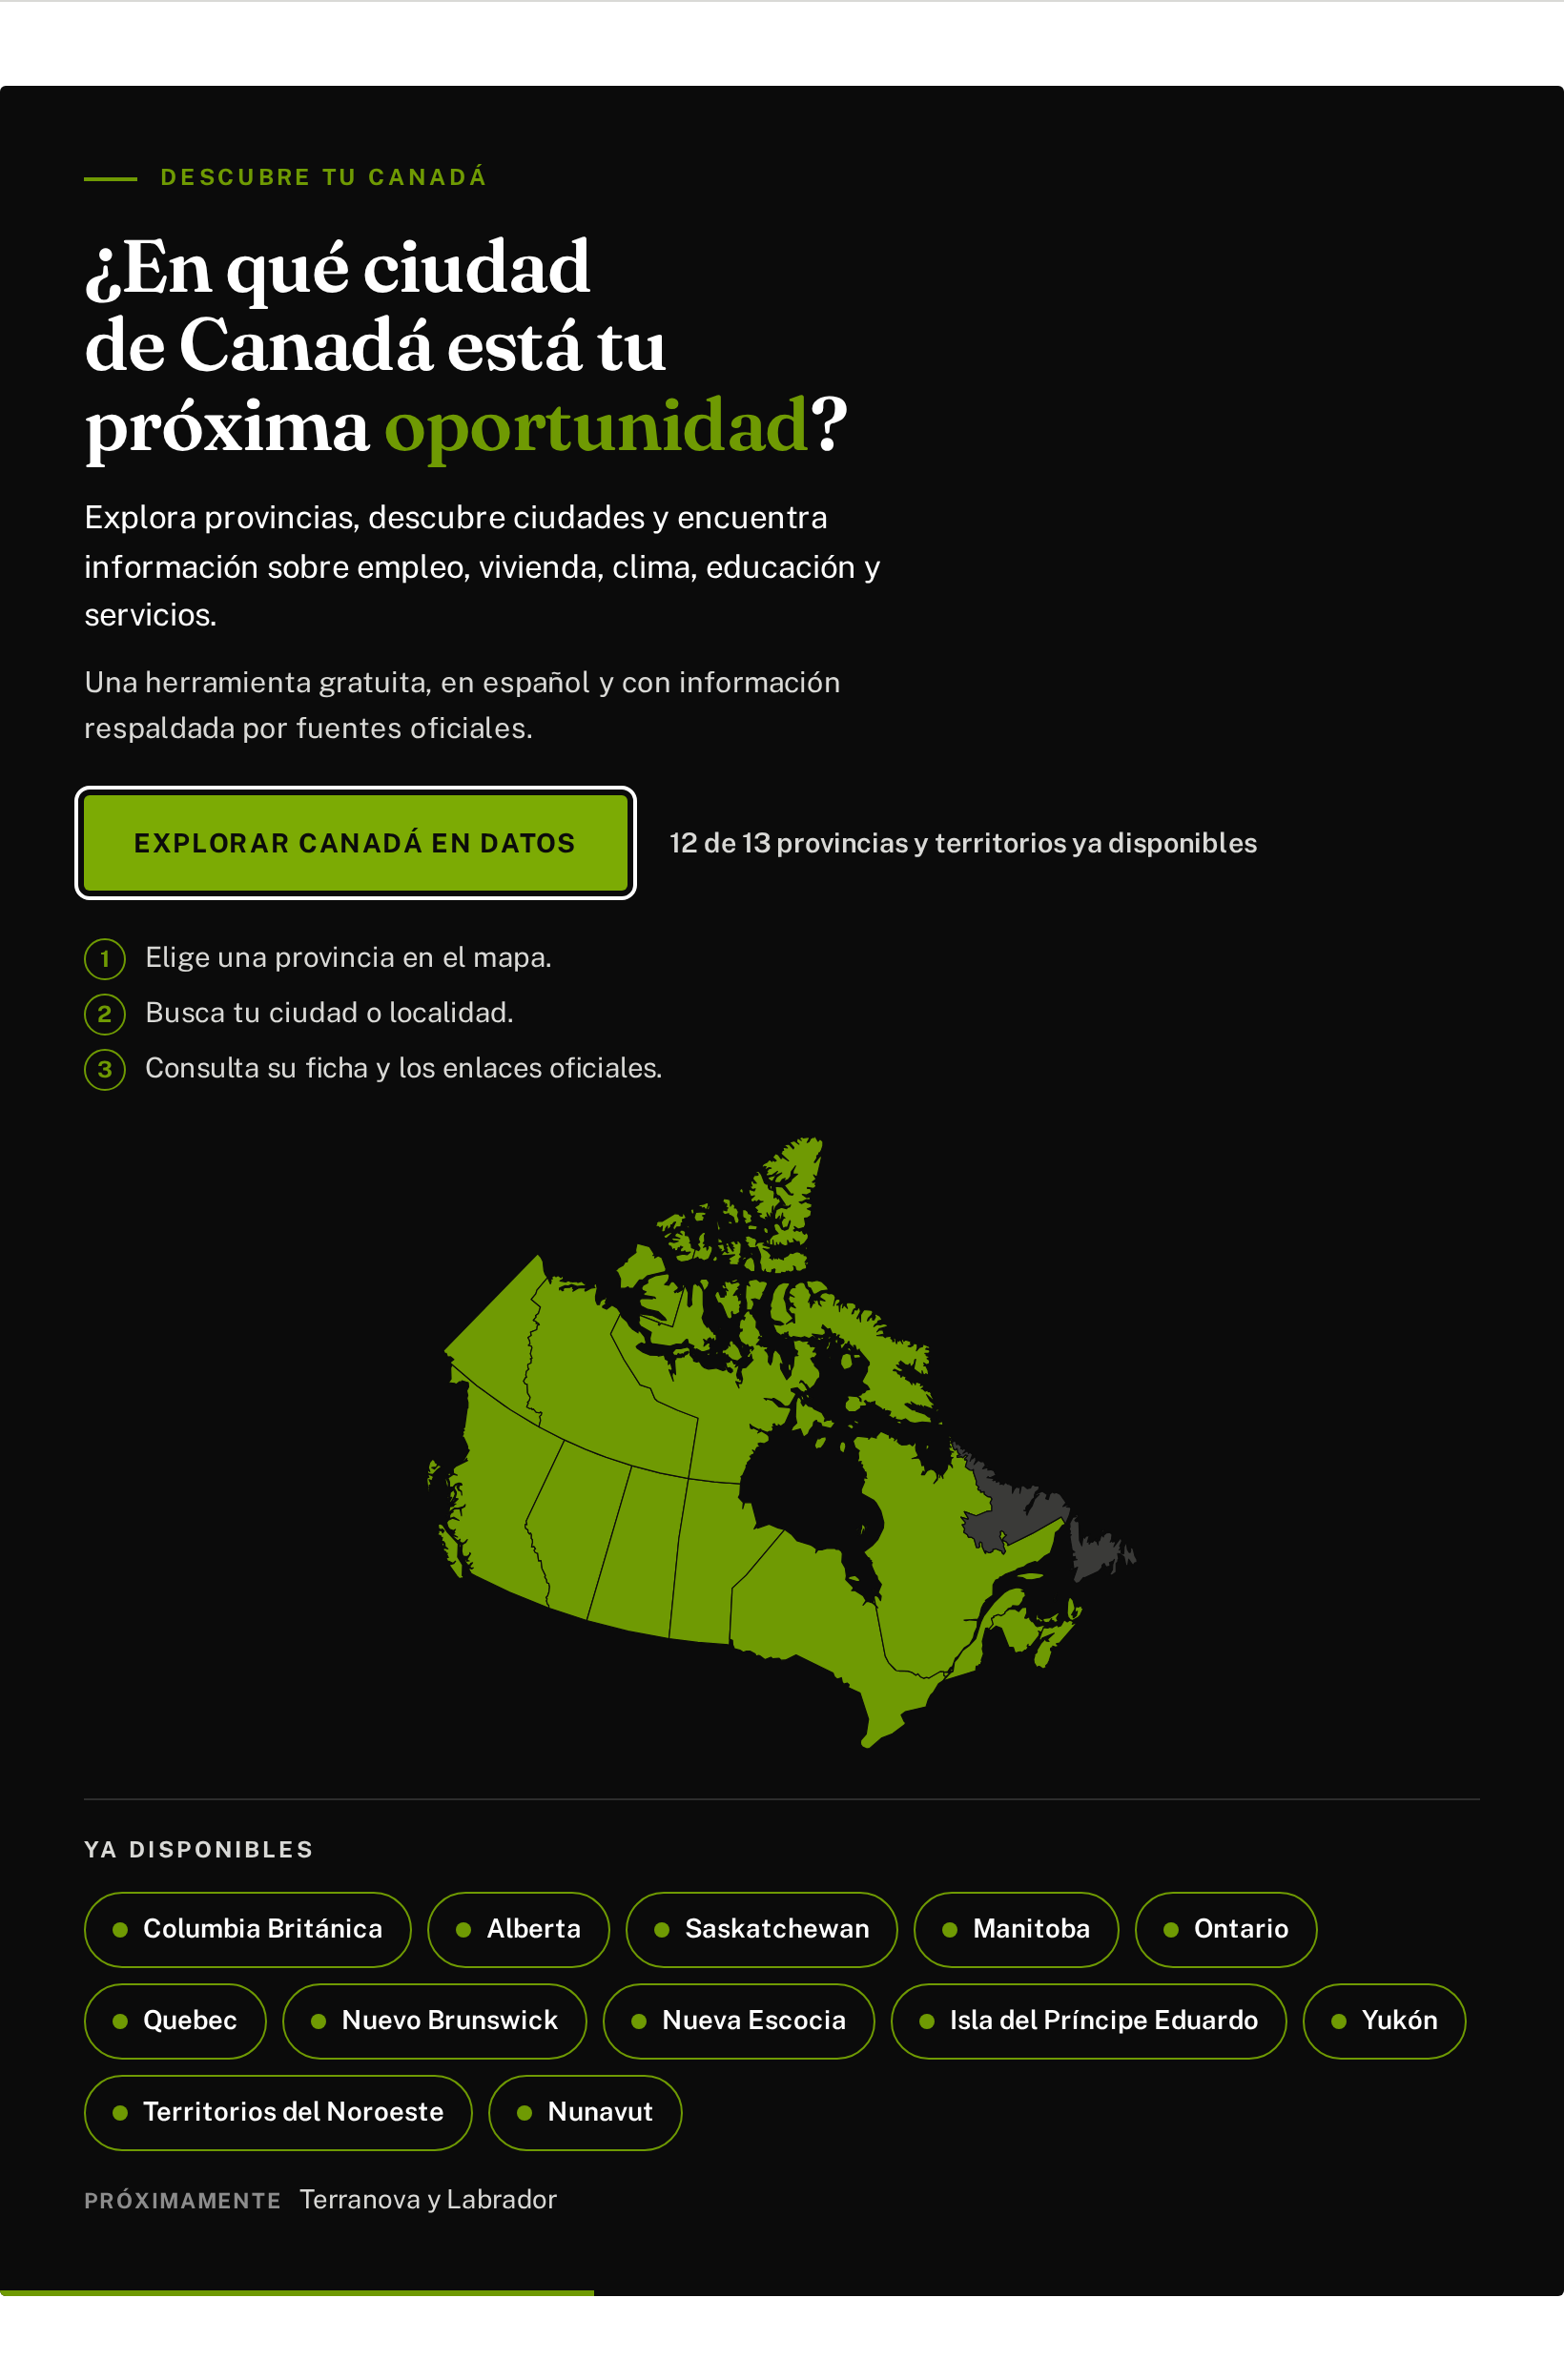 DESCUBRE TU CANADÁ
¿En qué ciudad
de Canadá está tu
próxima oportunidad?
Explora provincias, descubre ciudades y encuentra
información sobre empleo, vivienda, clima, educación y
servicios.
Una herramienta gratuita, en español y con información
respaldada por fuentes oficiales.
EXPLORAR CANADÁ EN DATOS
12 de 13 provincias y territorios ya disponibles
1 Elige una provincia en el mapa.
2 Busca tu ciudad o localidad.
3 Consulta su ficha y los enlaces oficiales.
YA DISPONIBLES
Columbia Británica Alberta Saskatchewan Manitoba Ontario
Quebec Nuevo Brunswick Nueva Escocia Isla del Príncipe Eduardo Yukón
Territorios del Noroeste Nunavut
PRÓXIMAMENTE Terranova y Labrador